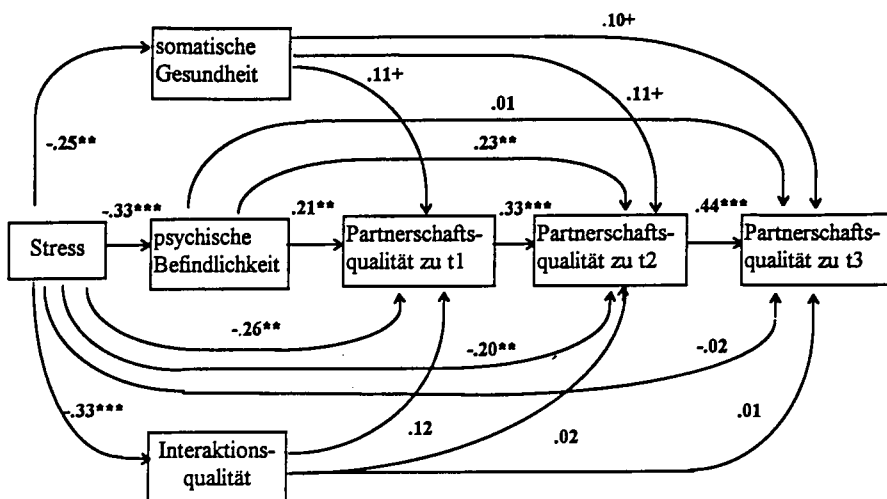 .10+
somatische
Gesundheit
.11+
.11+
.01
-.25**
.23**
-.33***
.21**
.33***
.44***
Stress
psychische
Befindlichkeit
Partnerschafts-
qualität zu t1
Partnerschafts-
qualität zu t2
Partnerschafts-
qualität zu t3
-.26**
-.20**
-.02
-.33***
.12
.02
.01
Interaktions-
qualität